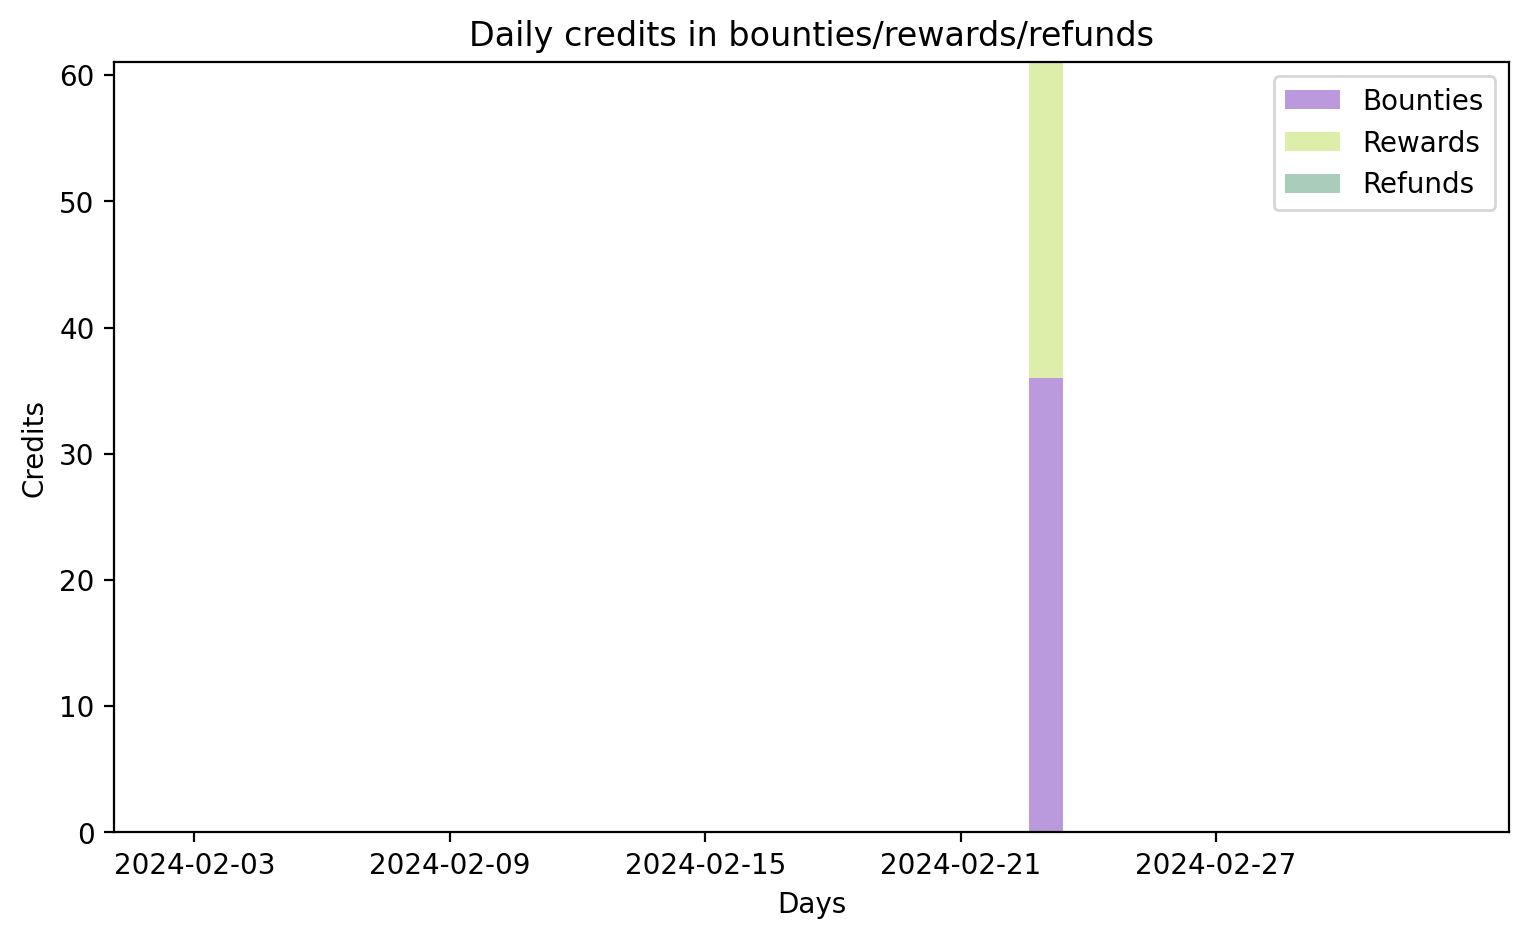 Daily credits in bounties/rewards/refunds
60
50
40
30
20
10
0
Credits
Bounties
Rewards
Refunds
2024-02-03
2024-02-09
2024-02-15
2024-02-21
2024-02-27
Days